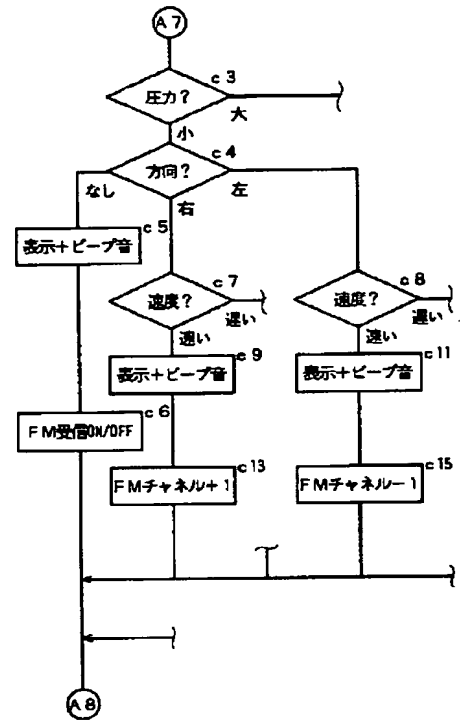 A7
c3
圧力?
大
小
c4
方向?
なし
右
左
c5
表示+ビープ音
c7
速度?
遅い
速い
c8
速度?
遅い
速い
c9
表示+ビープ音
c11
表示+ビープ音
c6
FM受信ON/OFF
c13
FMチャネル+1
c15
FMチャネル-1
A8